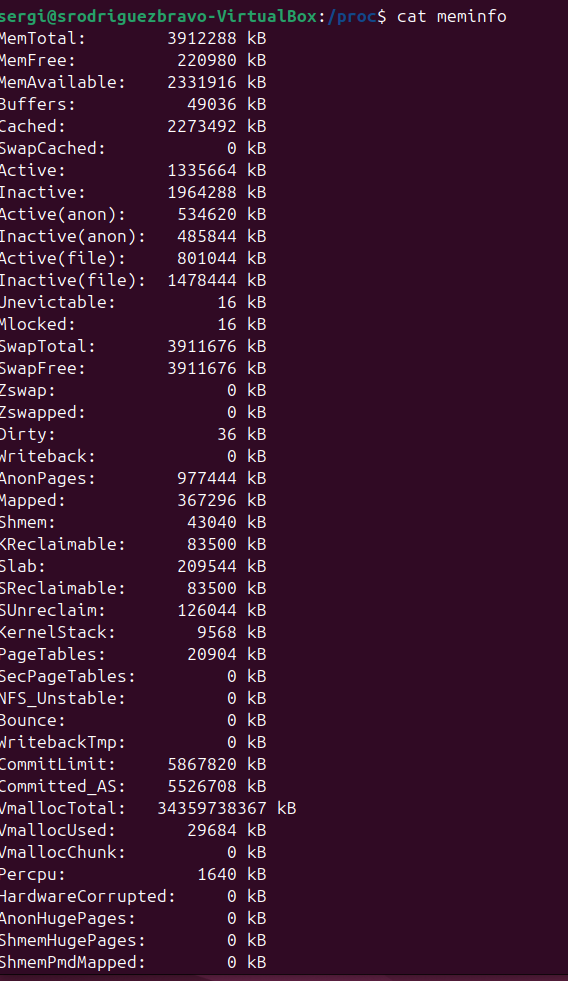 sergi@srodriguezbravo-VirtualBox:/proc$ cat meminfo
MemTotal:        3912288 kB
MemFree:          220980 kB
MemAvailable:    2331916 kB
Buffers:           49036 kB
Cached:          2273492 kB
SwapCached:            0 kB
Active:          1335664 kB
Inactive:        1964288 kB
Active(anon):     534620 kB
Inactive(anon):   485844 kB
Active(file):     801044 kB
Inactive(file):  1478444 kB
Unevictable:          16 kB
Mlocked:              16 kB
SwapTotal:       3911676 kB
SwapFree:        3911676 kB
Zswap:                 0 kB
Zswapped:              0 kB
Dirty:                36 kB
Writeback:             0 kB
AnonPages:        977444 kB
Mapped:           367296 kB
Shmem:             43040 kB
KReclaimable:      83500 kB
Slab:             209544 kB
SReclaimable:      83500 kB
SUnreclaim:       126044 kB
KernelStack:        9568 kB
PageTables:        20904 kB
SecPageTables:         0 kB
NFS_Unstable:          0 kB
Bounce:                0 kB
WritebackTmp:          0 kB
CommitLimit:     5867820 kB
Committed_AS:    5526708 kB
VmallocTotal:   34359738367 kB
VmallocUsed:       29684 kB
VmallocChunk:          0 kB
Percpu:             1640 kB
HardwareCorrupted:     0 kB
AnonHugePages:         0 kB
ShmemHugePages:        0 kB
ShmemPmdMapped:        0 kB